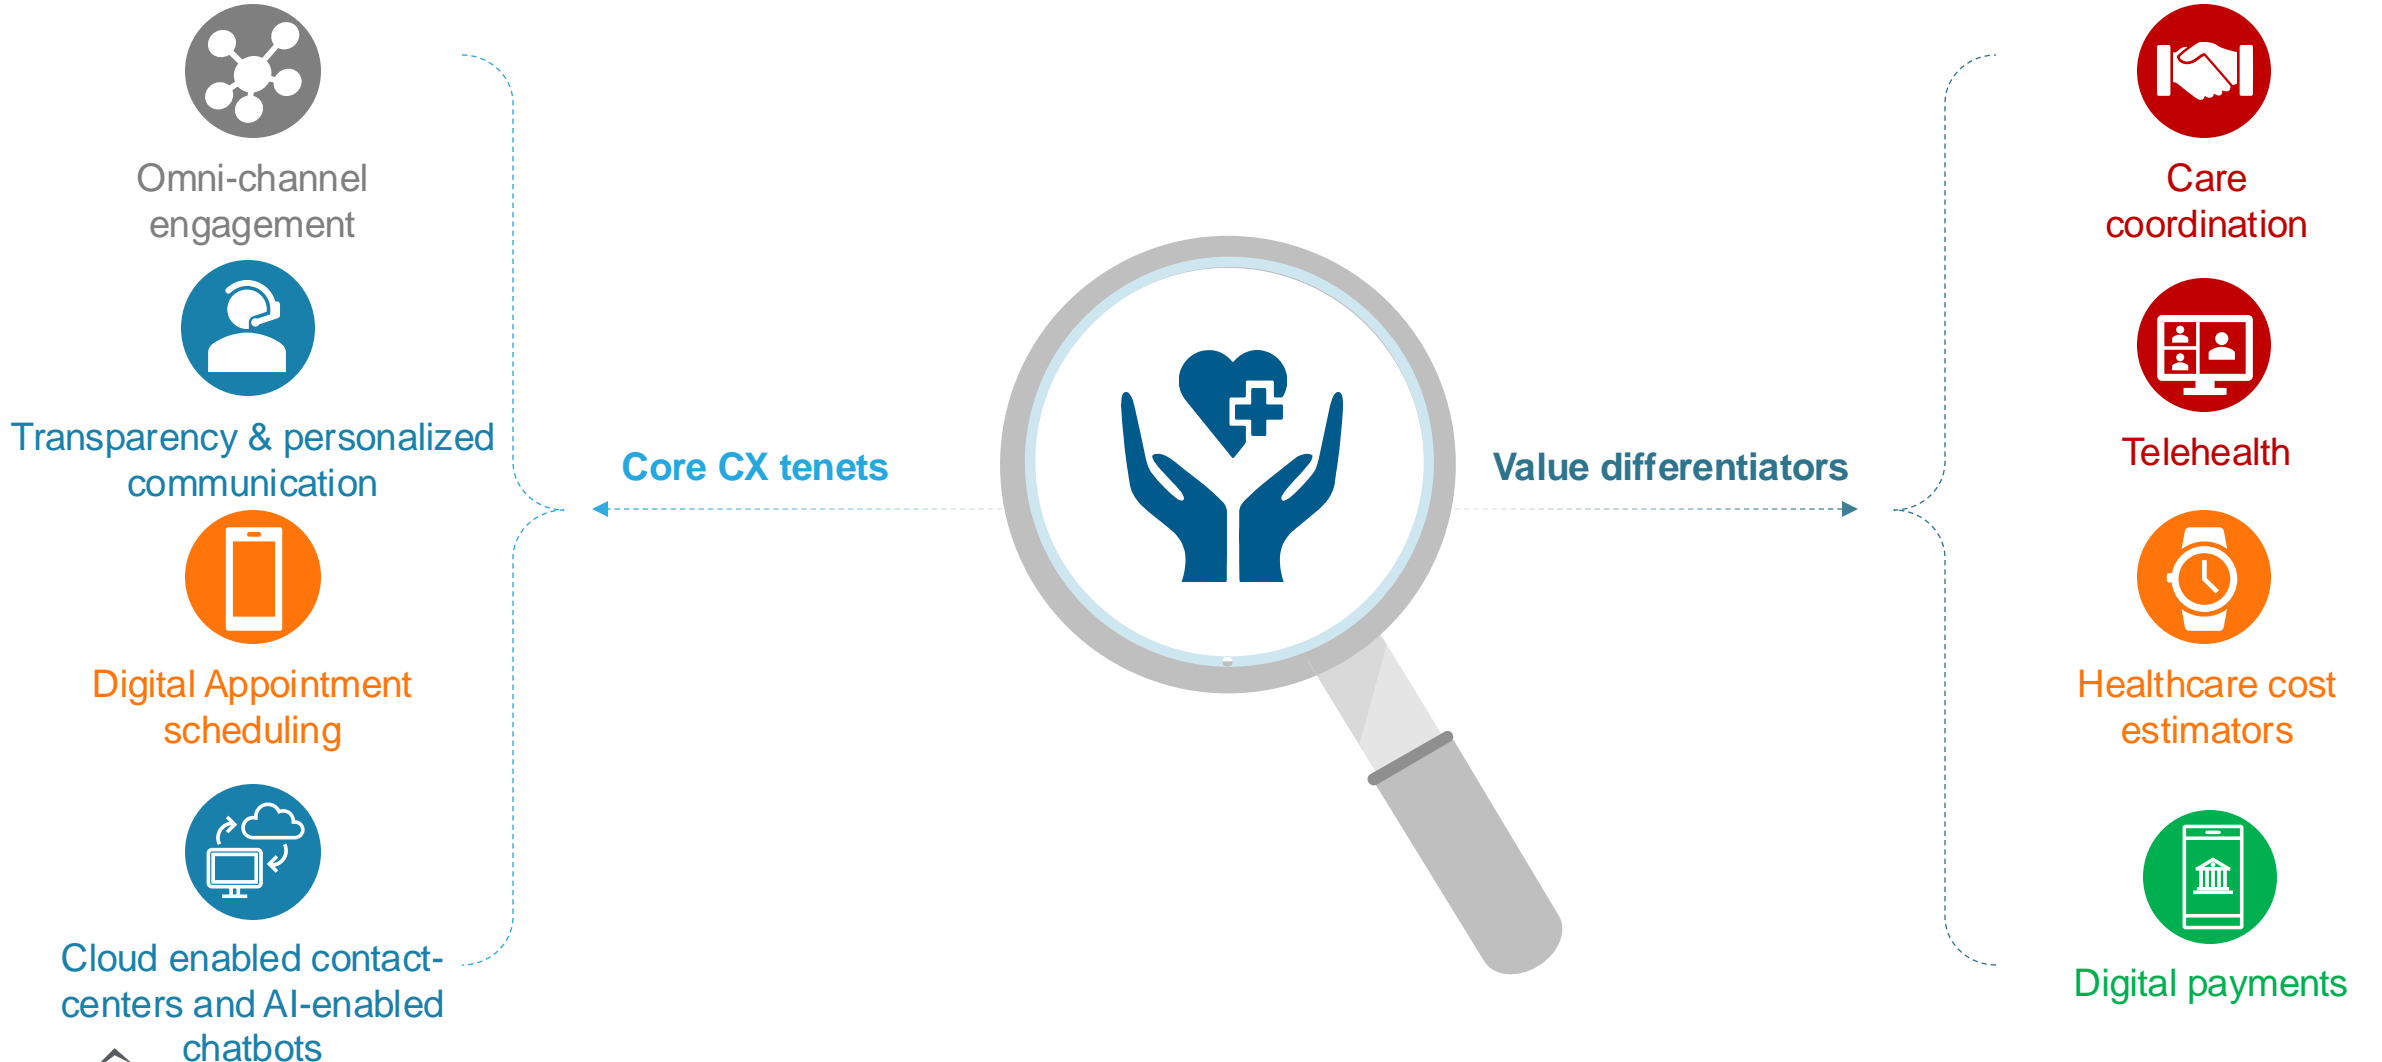 Omni-channel
engagement
Transparency & personalized
communication
Digital Appointment
scheduling
Cloud enabled contact-
centers and AI-enabled
chatbots
Core CX tenets
Value differentiators
Care
coordination
Telehealth
Healthcare cost
estimators
Digital payments